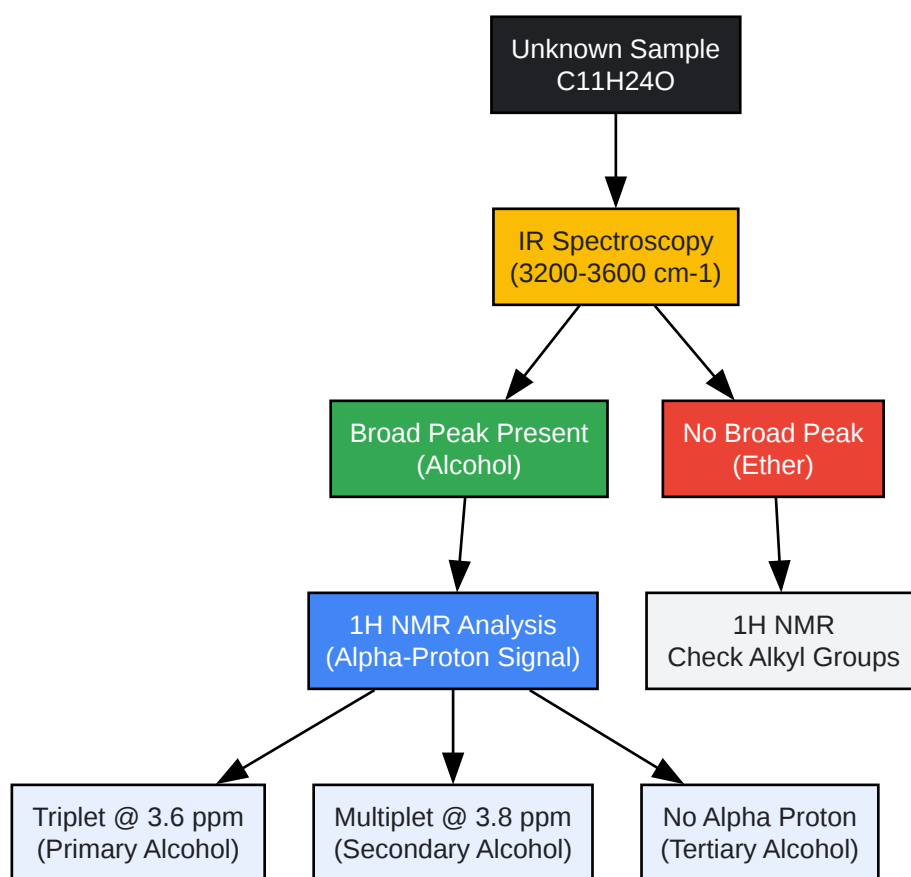 Unknown Sample
C11H24O
IR Spectroscopy
(3200-3600 cm-1)
Broad Peak Present
(Alcohol)
No Broad Peak
(Ether)
1H NMR Analysis
(Alpha-Proton Signal)
1H NMR
Check Alkyl Groups
Triplet @ 3.6 ppm
(Primary Alcohol)
Multiplet @ 3.8 ppm
(Secondary Alcohol)
No Alpha Proton
(Tertiary Alcohol)